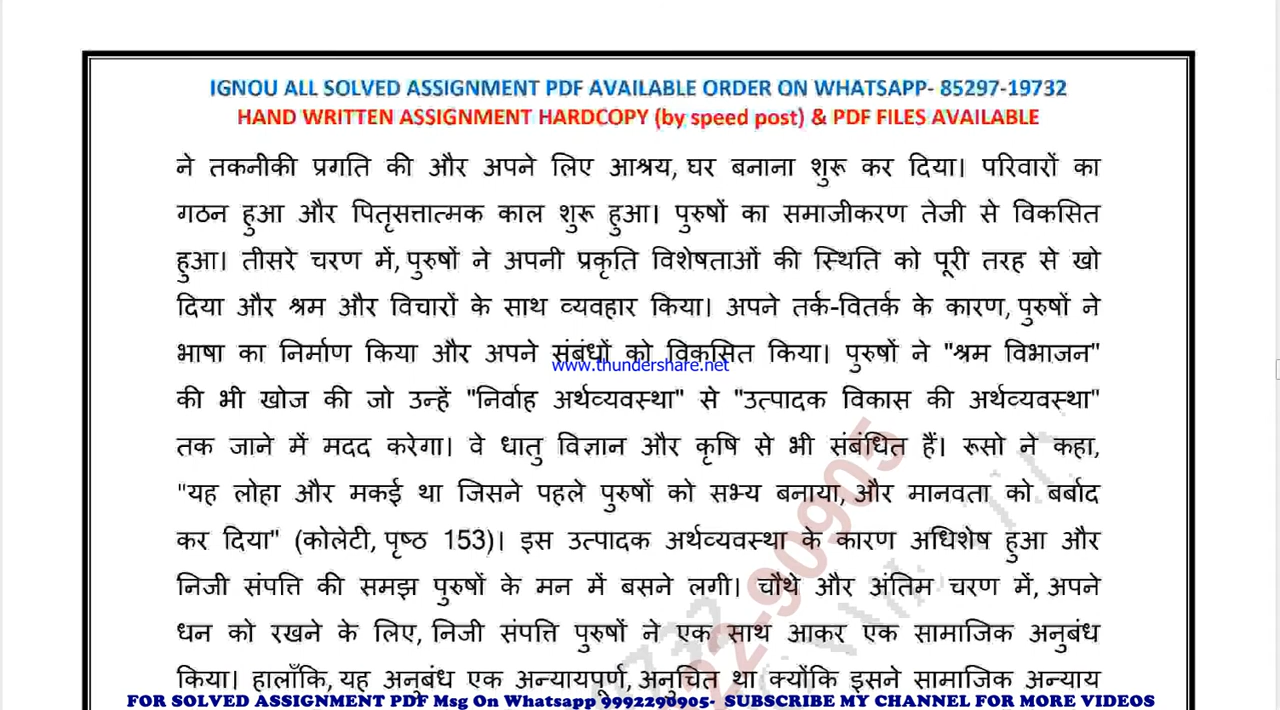 IGNOU ALL SOLVED ASSIGNMENT PDF AVAILABLE ORDER ON WHATSAPP- 85297-19732
HAND WRITTEN ASSIGNMENT HARDCOPY (by speed post) & PDF FILES AVAILABLE
ने तकनीकी प्रगति की और अपने लिए आश्रय, घर बनाना शुरू कर दिया। परिवारों का
गठन हुआ और पितृसत्तात्मक काल शुरू हुआ। पुरुषों का समाजीकरण तेजी से विकसित
हुआ। तीसरे चरण में, पुरुषों ने अपनी प्रकृति विशेषताओं की स्थिति को पूरी तरह से खो
दिया और श्रम और विचारों के साथ व्यवहार किया। अपने तर्क-वितर्क के कारण, पुरुषों ने
भाषा का निर्माण किया और अपने संबंधों को विकसित किया। पुरुषों ने "श्रम विभाजन"
www.thundershare.net
की भी खोज की जो उन्हें "निर्वाह अर्थव्यवस्था" से "उत्पादक विकास की अर्थव्यवस्था"
तक जाने में मदद करेगा। वे धातु विज्ञान और कृषि से भी संबंधित हैं। रूसो ने कहा,
"यह लोहा और मकई था जिसने पहले पुरुषों को सभ्य बनाया, और मानवता को बर्बाद
कर दिया" (कोलेटी, पृष्ठ 153)। इस उत्पादक अर्थव्यवस्था के कारण अधिशेष हुआ और
निजी संपत्ति की समझ पुरुषों के मन में बसने लगी। चौथे और अंतिम चरण में, अपने
धन को रखने के लिए, निजी संपत्ति पुरुषों ने एक साथ आकर एक सामाजिक अनुबंध
किया। हालाँकि, यह अनुबंध एक अन्यायपूर्ण, अनुचित था क्योंकि इसने सामाजिक अन्याय
FOR SOLVED ASSIGNMENT PDF Msg On Whatsapp 9992290905- SUBSCRIBE MY CHANNEL FOR MORE VIDEOS
22-90905